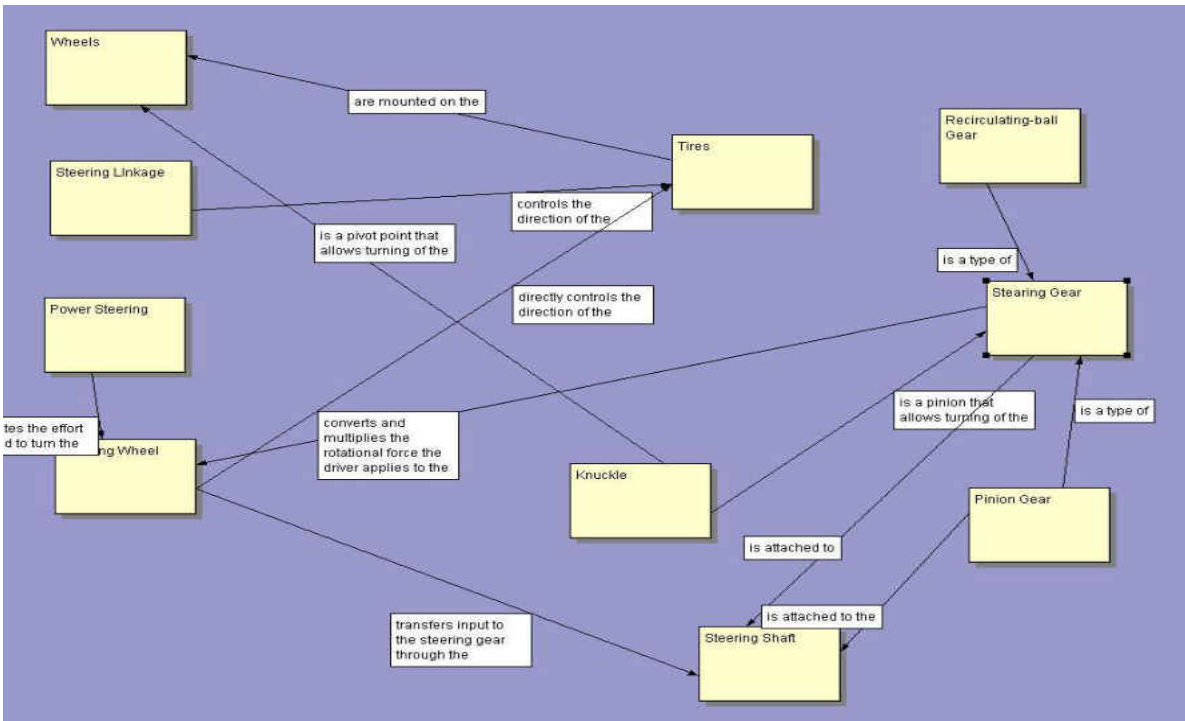 Wheels
are mounted on the
Recirculating-ball
Gear
Tires
Steering LInkage
controls the
direction of the
is a pivot point that
allows turning of the
is a type of
Stearing Gear
Power Steering
directly controls the
direction of the
is a pinion that
allows turning of the
is a type of
tes the effort
d to turn the
ng Wheel
converts and
multiplies the
rotational force the
driver applies to the
Knuckle
Pinion Gear
is attached to
is attached to the
transfers input to
the steering gear
through the
Steering Shaft